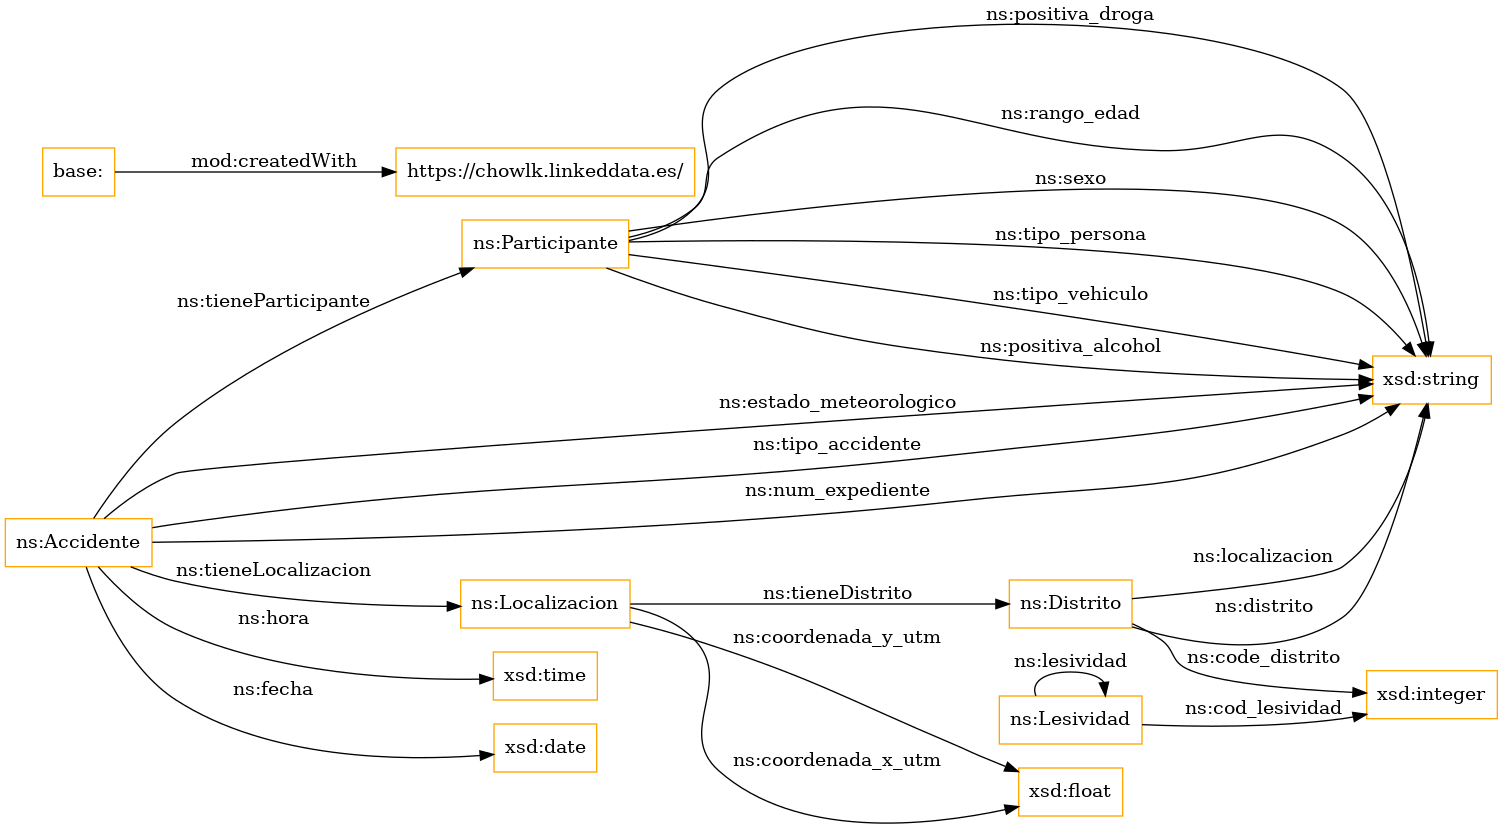 ns:positiva_droga
ns:rango_edad
base:
mod:createdWith
https://chowlk.linkeddata.es/
ns:sexo
ns:Participante
ns:tipo_persona
ns:tieneParticipante
ns:tipo_vehiculo
ns:positiva_alcohol
xsd:string
ns:estado_meteorologico
ns:tipo_accidente
ns:num_expediente
ns:Accidente
ns:tieneLocalizacion
ns:localizacion
ns:Localizacion
ns:tieneDistrito
ns:Distrito
ns:distrito
ns:hora
ns:coordenada_y_utm
ns:code_distrito
ns:lesividad
xsd:time
ns:fecha
xsd:integer
ns:Lesividad
ns:cod_lesividad
xsd:date
ns:coordenada_x_utm
xsd:float